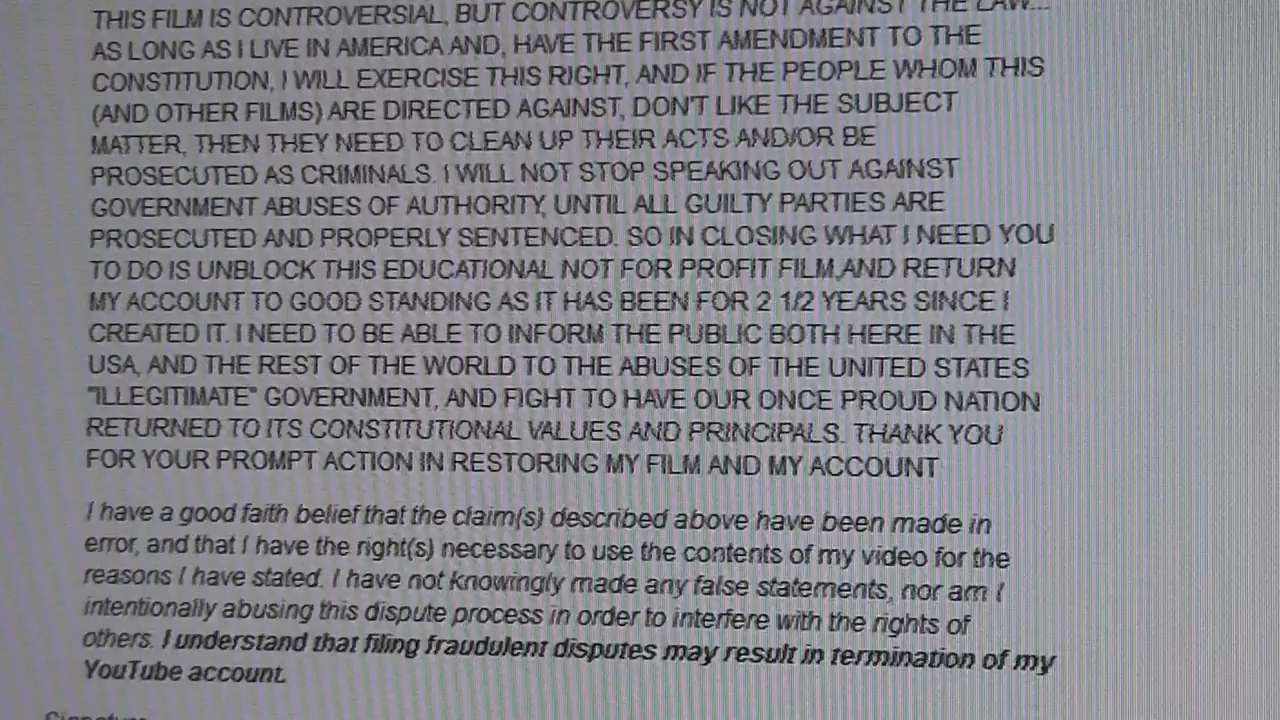 THIS FILM IS CONTROVERSIAL, BUT CONTROVERSY IS NOT AGAINST THE LAW...
AS LONG AS I LIVE IN AMERICA AND, HAVE THE FIRST AMENDMENT TO THE
CONSTITUTION, I WILL EXERCISE THIS RIGHT, AND IF THE PEOPLE WHOM THIS
(AND OTHER FILMS) ARE DIRECTED AGAINST, DON'T LIKE THE SUBJECT
MATTER, THEN THEY NEED TO CLEAN UP THEIR ACTS AND/OR BE
PROSECUTED AS CRIMINALS. I WILL NOT STOP SPEAKING OUT AGAINST
GOVERNMENT ABUSES OF AUTHORITY, UNTIL ALL GUILTY PARTIES ARE
PROSECUTED AND PROPERLY SENTENCED. SO IN CLOSING WHAT I NEED YOU
TO DO IS UNBLOCK THIS EDUCATIONAL NOT FOR PROFIT FILM,AND RETURN
MY ACCOUNT TO GOOD STANDING AS IT HAS BEEN FOR 2 1/2 YEARS SINCE I
CREATED IT. I NEED TO BE ABLE TO INFORM THE PUBLIC BOTH HERE IN THE
USA, AND THE REST OF THE WORLD TO THE ABUSES OF THE UNITED STATES
"ILLEGITIMATE" GOVERNMENT, AND FIGHT TO HAVE OUR ONCE PROUD NATION
RETURNED TO ITS CONSTITUTIONAL VALUES AND PRINCIPALS. THANK YOU
FOR YOUR PROMPT ACTION IN RESTORING MY FILM AND MY ACCOUNT
I have a good faith belief that the claim(s) described above have been made in
error, and that I have the right(s) necessary to use the contents of my video for the
reasons I have stated. I have not knowingly made any false statements, nor am I
intentionally abusing this dispute process in order to interfere with the rights of
others. I understand that filing fraudulent disputes may result in termination of my
YouTube account.
Signature